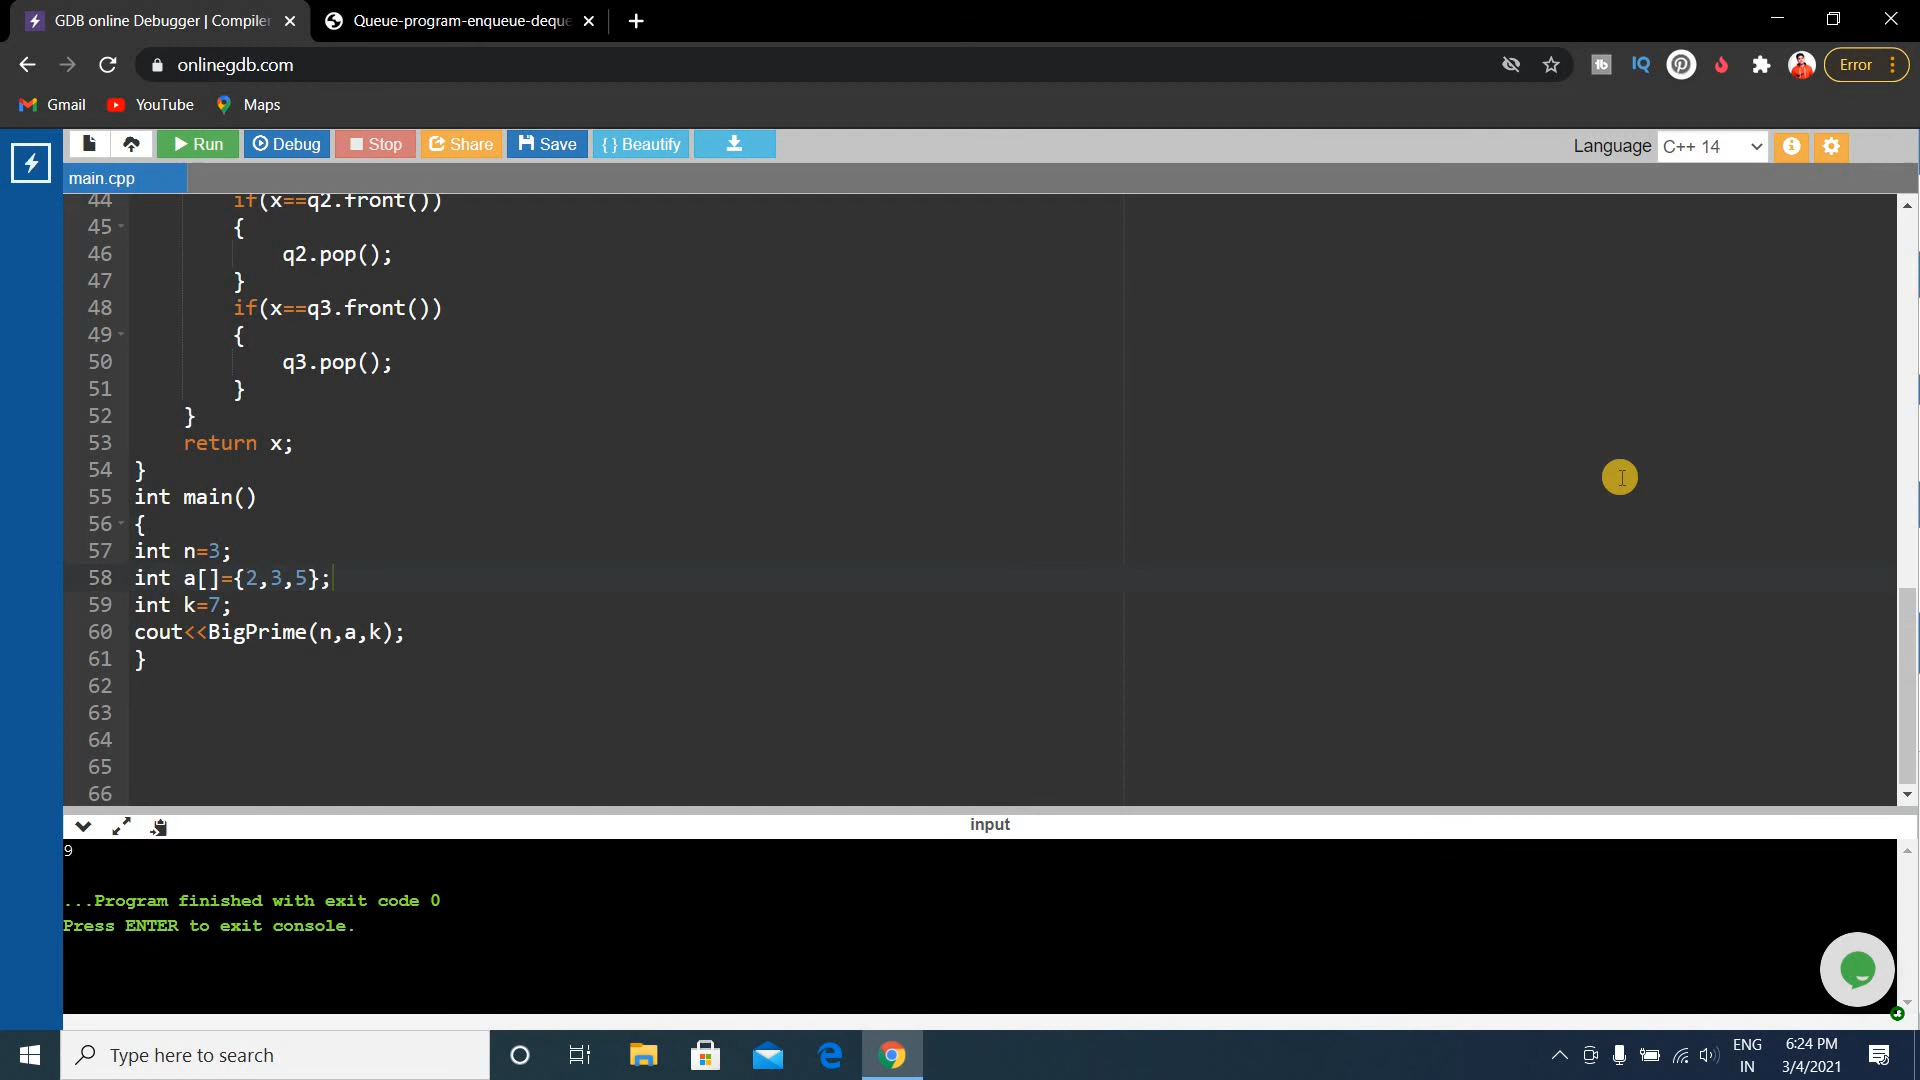 GDB online Debugger | Compiler
Queue-program-enqueue-deque
onlinegdb.com
Error
Gmail
YouTube
Maps
Run
Debug
Stop
Share
Save
{ } Beautify
Language
C++ 14
main.cpp
44 if(x==q2.front())
45 {
46 q2.pop();
47 }
48 if(x==q3.front())
49 {
50 q3.pop();
51 }
52 }
53 return x;
54 }
55 int main()
56 {
57 int n=3;
58 int a[]={2,3,5};
59 int k=7;
60 cout<<BigPrime(n,a,k);
61 }
62
63
64
65
66
input
9
...Program finished with exit code 0
Press ENTER to exit console.
Type here to search
ENG
IN
6:24 PM
3/4/2021